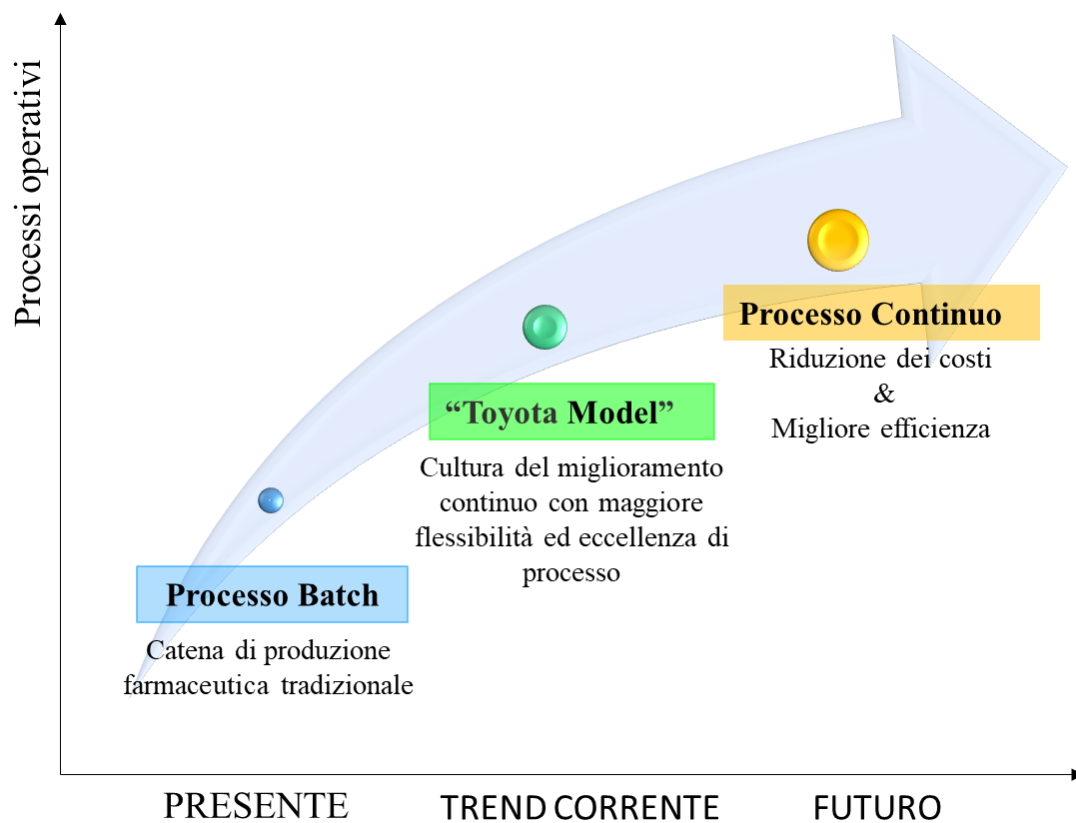 Processi operativi
Processo Continuo
Riduzione dei costi
&
Migliore efficienza
“Toyota Model”
Cultura del miglioramento
continuo con maggiore
flessibilità ed eccellenza di
processo
Processo Batch
Catena di produzione
farmaceutica tradizionale
PRESENTE
TREND CORRENTE
FUTURO